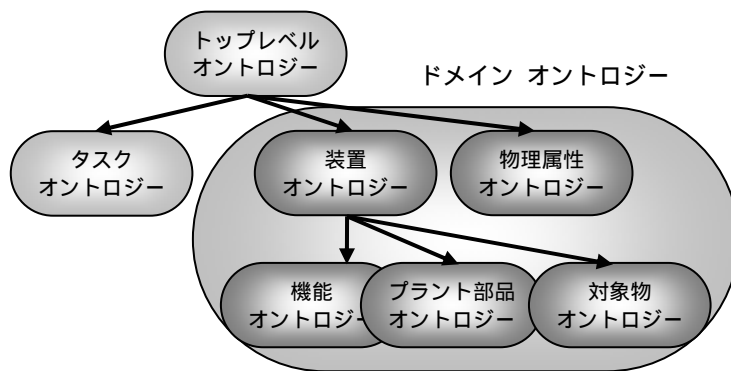 トップレベル
オントロジー
ドメイン オントロジー
タスク
オントロジー
装置
オントロジー
物理属性
オントロジー
機能
オントロジー
プラント部品
オントロジー
対象物
オントロジー